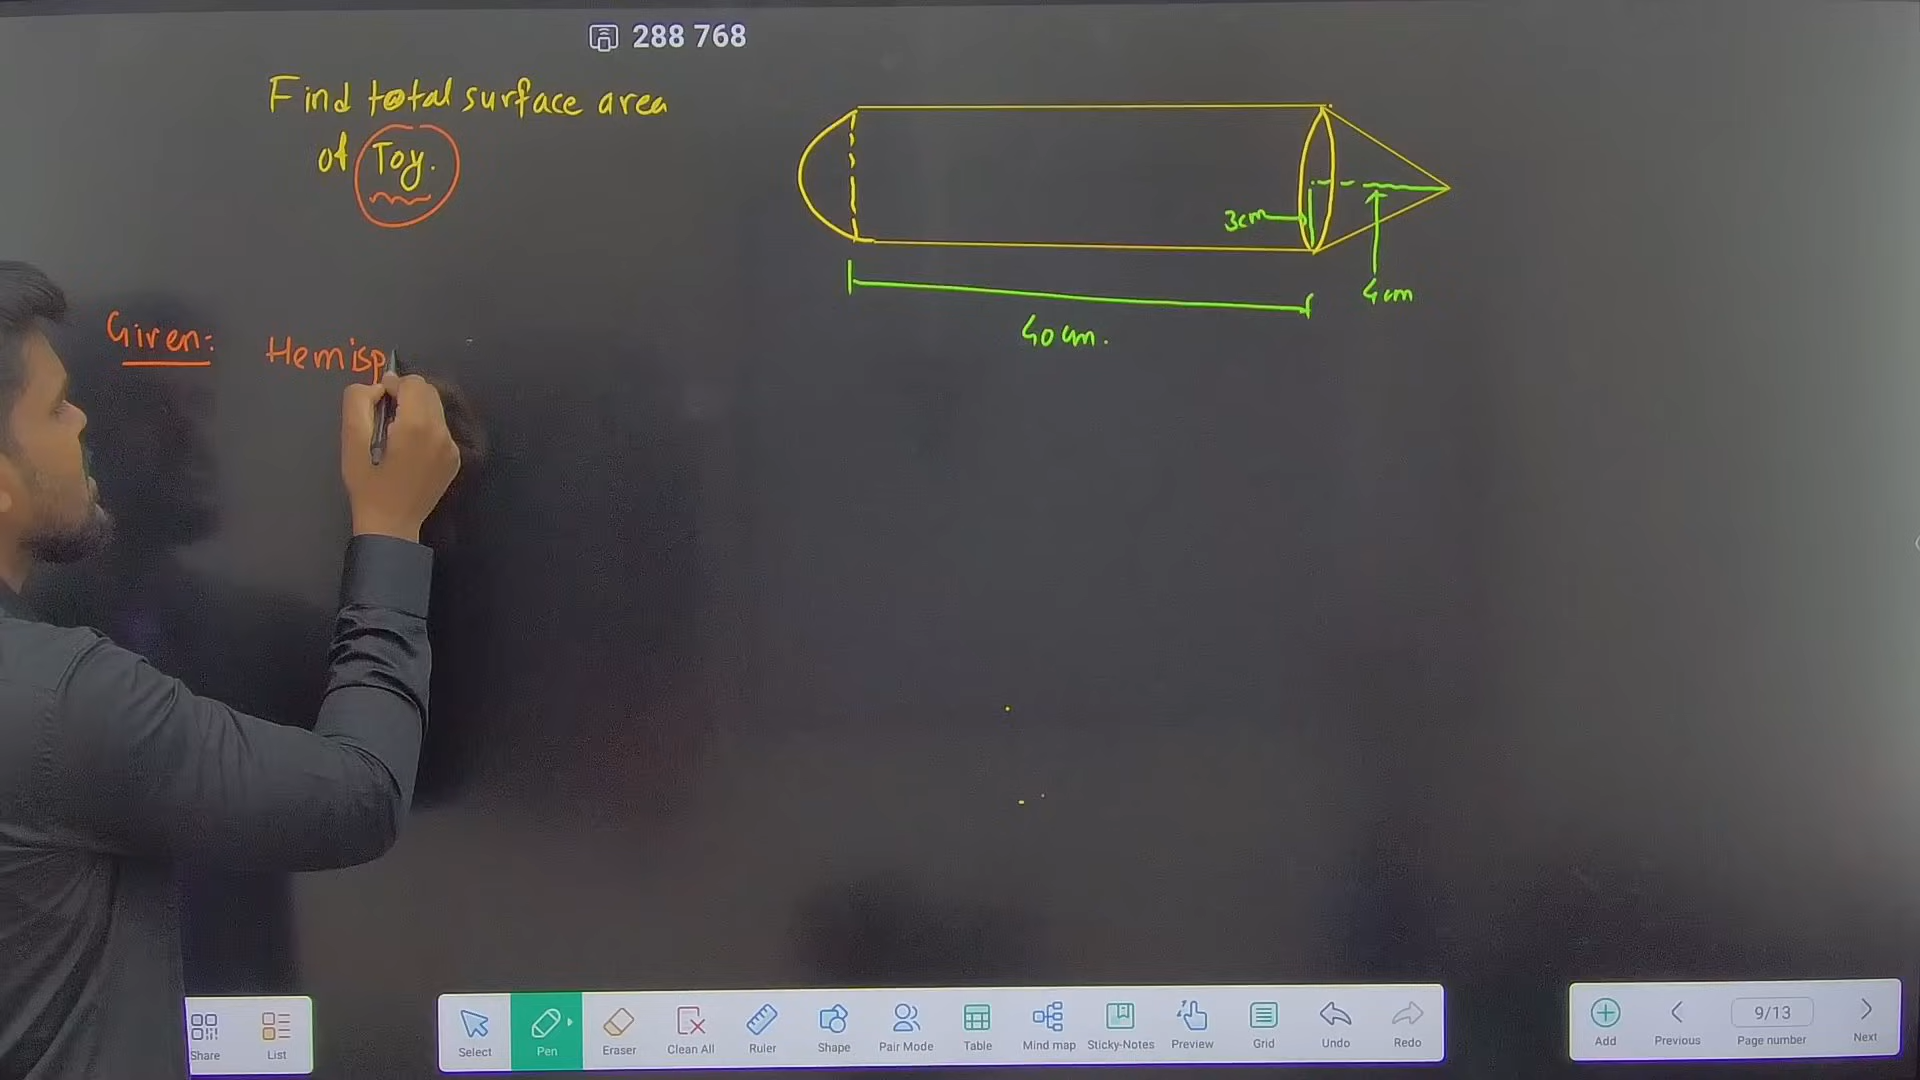 288 768
Find total surface area
of Toy.
3cm
4cm
40cm.
Given: Hemisp
Share
List
Select
Pen
Eraser
Clean All
Ruler
Shape
Pair Mode
Table
Mind map
Sticky-Notes
Preview
Grid
Undo
Redo
Add
Previous
9/13
Page number
Next